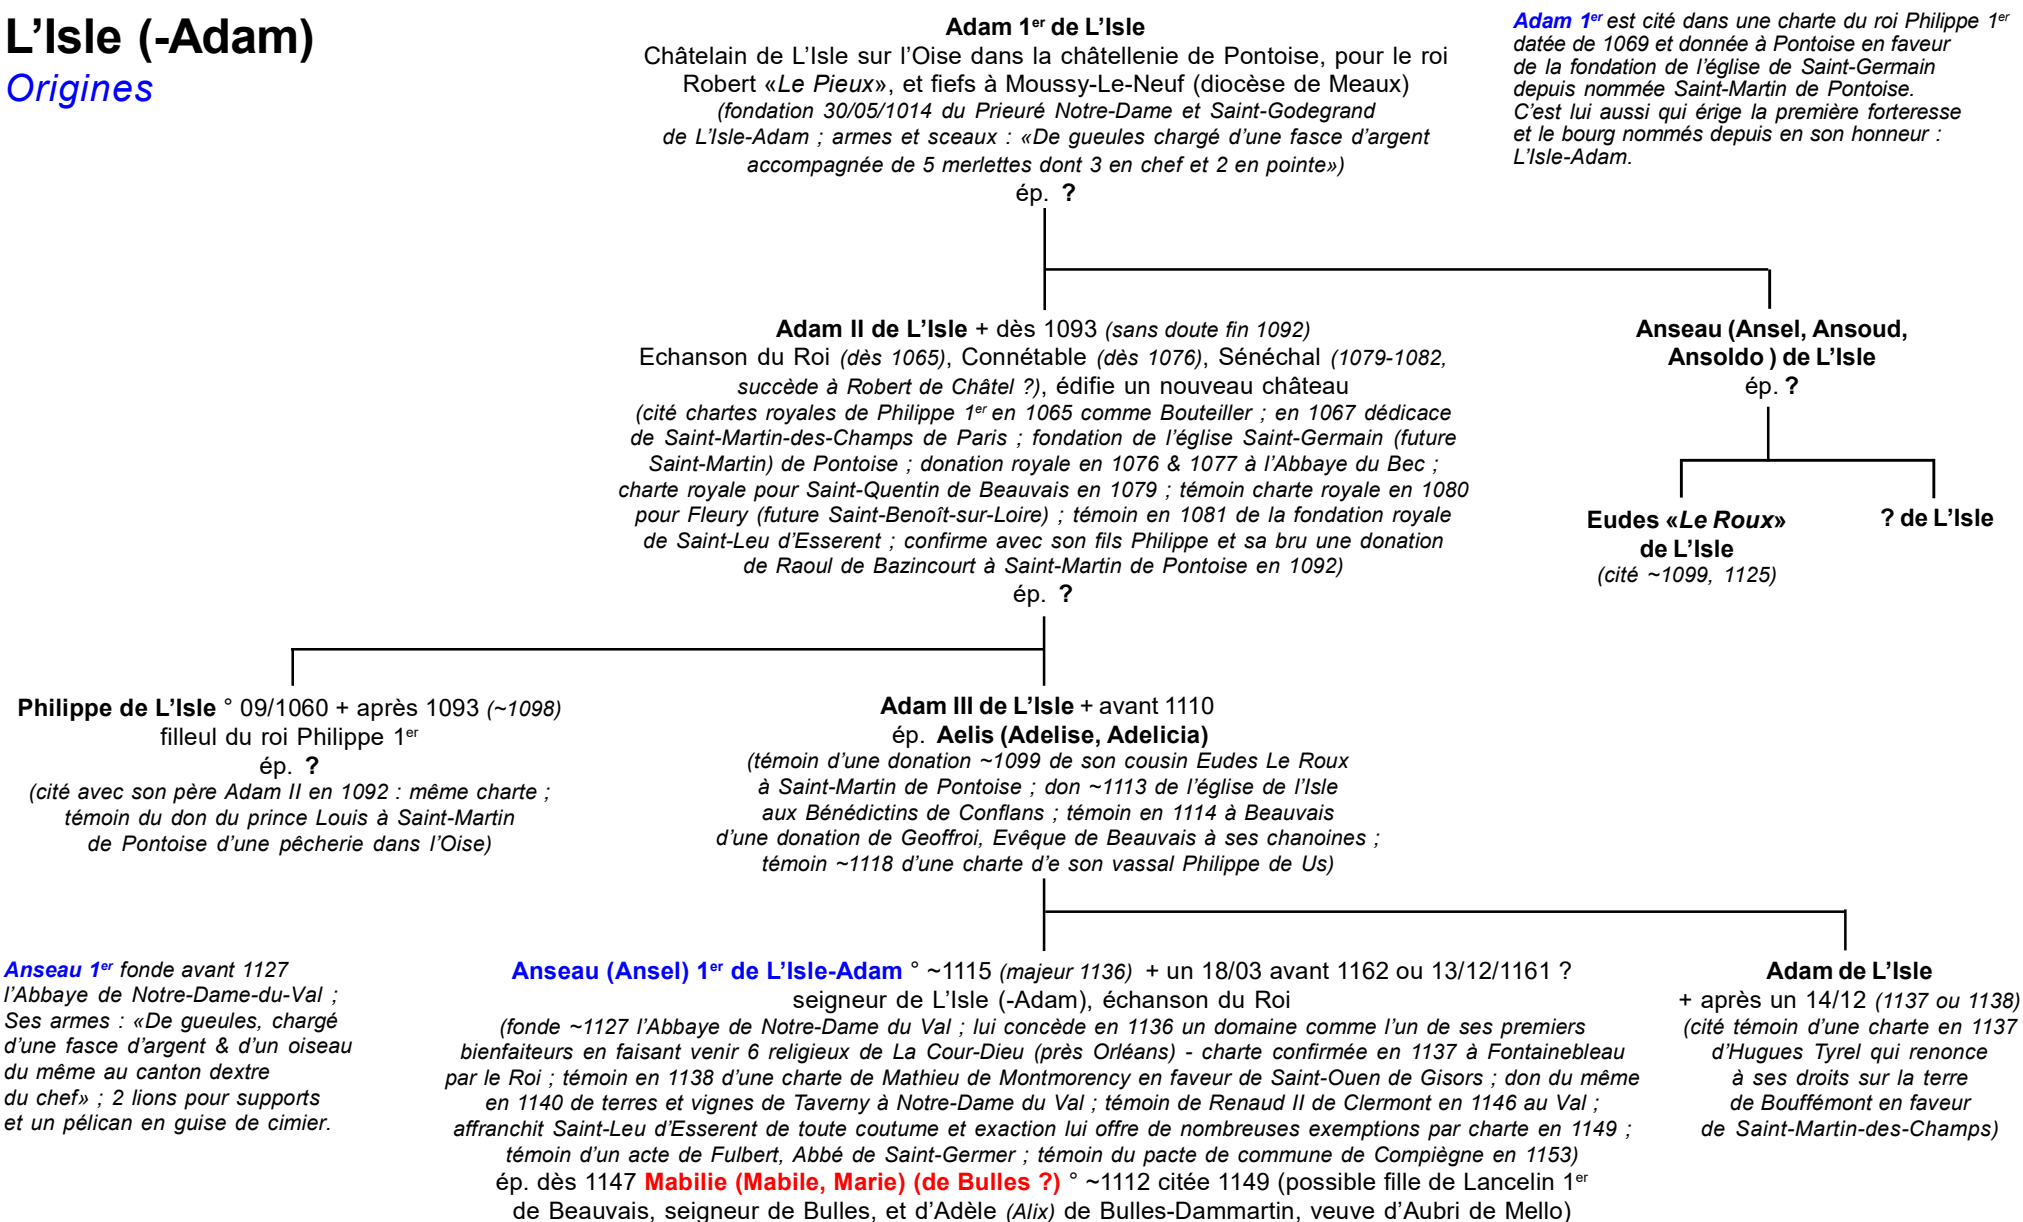 L’Isle (-Adam)
Origines
Adam 1er de L’Isle
Châtelain de L’Isle sur l’Oise dans la châtellenie de Pontoise, pour le roi
Robert «Le Pieux», et fiefs à Moussy-Le-Neuf (diocèse de Meaux)
(fondation 30/05/1014 du Prieuré Notre-Dame et Saint-Godegrand
de L’Isle-Adam ; armes et sceaux : «De gueules chargé d’une fasce d’argent
accompagnée de 5 merlettes dont 3 en chef et 2 en pointe»)
ép. ?
Adam 1er est cité dans une charte du roi Philippe 1er
datée de 1069 et donnée à Pontoise en faveur
de la fondation de l’église de Saint-Germain
depuis nommée Saint-Martin de Pontoise.
C’est lui aussi qui érige la première forteresse
et le bourg nommés depuis en son honneur :
L’Isle-Adam.
Adam II de L’Isle + dès 1093 (sans doute fin 1092)
Echanson du Roi (dès 1065), Connétable (dès 1076), Sénéchal (1079-1082,
succède à Robert de Châtel ?), édifie un nouveau château
(cité chartes royales de Philippe 1er en 1065 comme Bouteiller ; en 1067 dédicace
de Saint-Martin-des-Champs de Paris ; fondation de l’église Saint-Germain (future
Saint-Martin) de Pontoise ; donation royale en 1076 & 1077 à l’Abbaye du Bec ;
charte royale pour Saint-Quentin de Beauvais en 1079 ; témoin charte royale en 1080
pour Fleury (future Saint-Benoît-sur-Loire) ; témoin en 1081 de la fondation royale
de Saint-Leu d’Esserent ; confirme avec son fils Philippe et sa bru une donation
de Raoul de Bazincourt à Saint-Martin de Pontoise en 1092)
ép. ?
Anseau (Ansel, Ansoud,
Ansoldo ) de L’Isle
ép. ?
Eudes «Le Roux»
de L’Isle
(cité ~1099, 1125)
? de L’Isle
Philippe de L’Isle ° 09/1060 + après 1093 (~1098)
filleul du roi Philippe 1er
ép. ?
(cité avec son père Adam II en 1092 : même charte ;
témoin du don du prince Louis à Saint-Martin
de Pontoise d’une pêcherie dans l’Oise)
Adam III de L’Isle + avant 1110
ép. Aelis (Adelise, Adelicia)
(témoin d’une donation ~1099 de son cousin Eudes Le Roux
à Saint-Martin de Pontoise ; don ~1113 de l’église de l’Isle
aux Bénédictins de Conflans ; témoin en 1114 à Beauvais
d’une donation de Geoffroi, Evêque de Beauvais à ses chanoines ;
témoin ~1118 d’une charte d’e son vassal Philippe de Us)
Anseau 1er fonde avant 1127
l’Abbaye de Notre-Dame-du-Val ;
Ses armes : «De gueules, chargé
d’une fasce d’argent & d’un oiseau
du même au canton dextre
du chef» ; 2 lions pour supports
et un pélican en guise de cimier.
Anseau (Ansel) 1er de L’Isle-Adam ° ~1115 (majeur 1136) + un 18/03 avant 1162 ou 13/12/1161 ?
seigneur de L’Isle (-Adam), échanson du Roi
(fonde ~1127 l’Abbaye de Notre-Dame du Val ; lui concède en 1136 un domaine comme l’un de ses premiers
bienfaiteurs en faisant venir 6 religieux de La Cour-Dieu (près Orléans) - charte confirmée en 1137 à Fontainebleau
par le Roi ; témoin en 1138 d’une charte de Mathieu de Montmorency en faveur de Saint-Ouen de Gisors ; don du même
en 1140 de terres et vignes de Taverny à Notre-Dame du Val ; témoin de Renaud II de Clermont en 1146 au Val ;
affranchit Saint-Leu d’Esserent de toute coutume et exaction lui offre de nombreuses exemptions par charte en 1149 ;
témoin d’un acte de Fulbert, Abbé de Saint-Germer ; témoin du pacte de commune de Compiègne en 1153)
ép. dès 1147 Mabilie (Mabile, Marie) (de Bulles ?) ° ~1112 citée 1149 (possible fille de Lancelin 1er
de Beauvais, seigneur de Bulles, et d’Adèle (Alix) de Bulles-Dammartin, veuve d’Aubri de Mello)
Adam de L’Isle
+ après un 14/12 (1137 ou 1138)
(cité témoin d’une charte en 1137
d’Hugues Tyrel qui renonce
à ses droits sur la terre
de Bouffémont en faveur
de Saint-Martin-des-Champs)